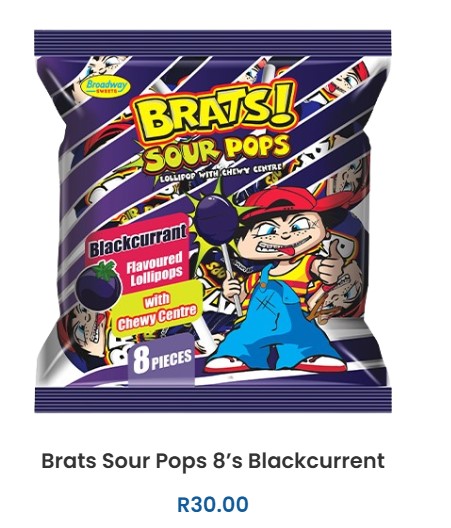 Broadway
SWEETS
BRATS!
SOUR POPS
LOLLIPOP WITH CHEWY CENTRE
Blackcurrant
Flavoured
Lollipops
with
Chewy Centre
8 PIECES
Brats Sour Pops 8’s Blackcurrent
R30.00